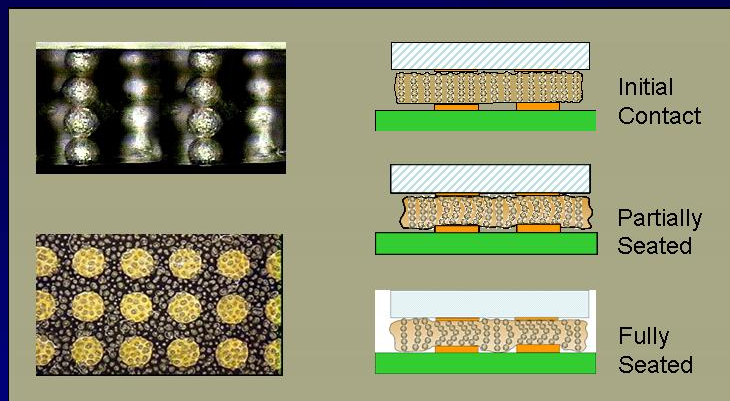 Initial
Contact
Partially
Seated
Fully
Seated